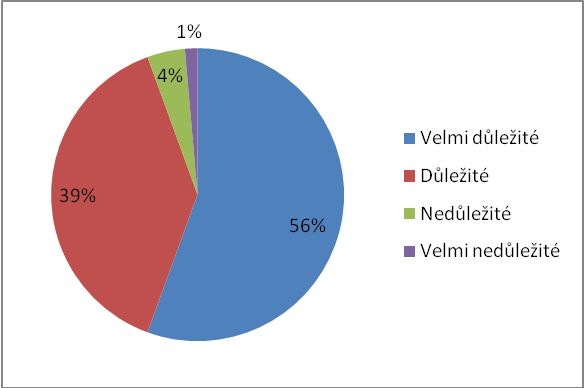 1%
4%
39%
56%
Velmi důležité
Důležité
Nedůležité
Velmi nedůležité